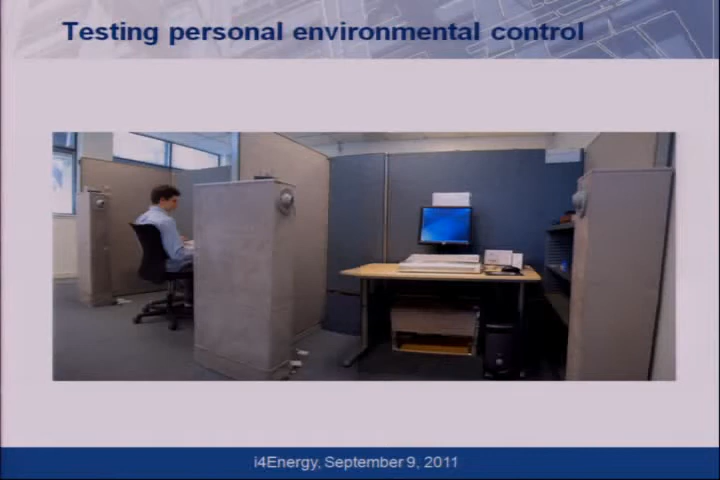 Testing personal environmental control
i4Energy, September 9, 2011